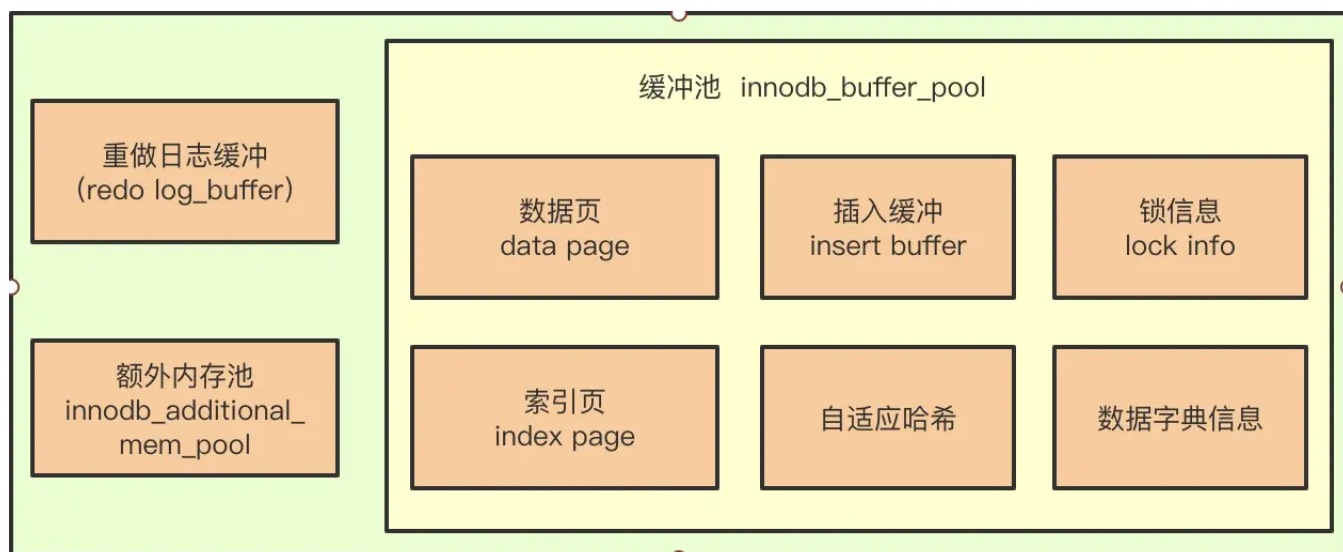 缓冲池 innodb_buffer_pool
重做日志缓冲
(redo log_buffer)
额外内存池
innodb_additional_
mem_pool
数据页
data page
插入缓冲
insert buffer
锁信息
lock info
索引页
index page
自适应哈希
数据字典信息